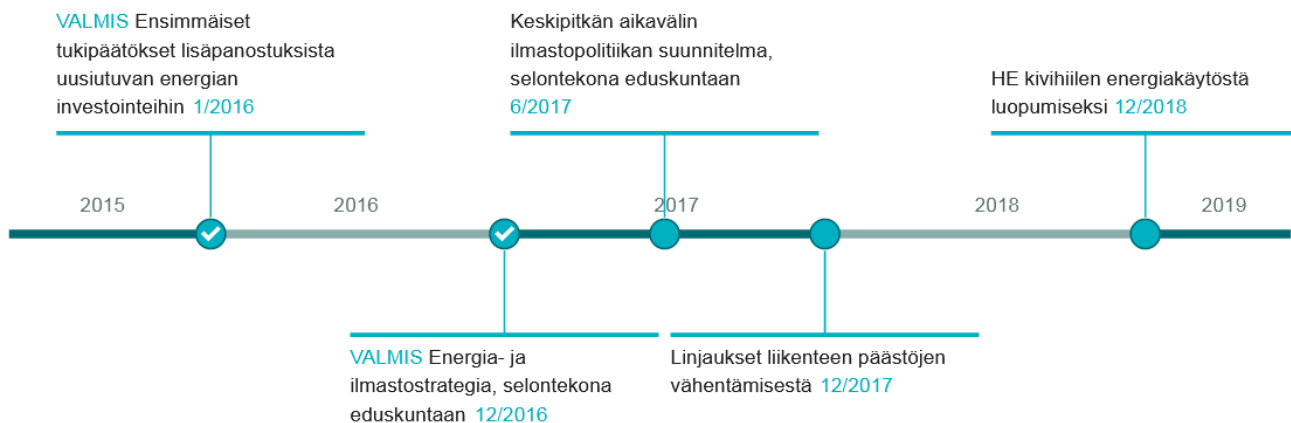 VALMIS Ensimmäiset
tukipäätökset lisäpanostuksista
uusiutuvan energian
investointeihin 1/2016
Keskipitkän aikavälin
ilmastopolitiikan suunnitelma,
selontekona eduskuntaan
6/2017
HE kivihiilen energiakäytöstä
luopumiseksi 12/2018
2015
2016
2017
2018
2019
VALMIS Energia- ja
ilmastostrategia, selontekona
eduskuntaan 12/2016
Linjaukset liikenteen päästöjen
vähentämisestä 12/2017